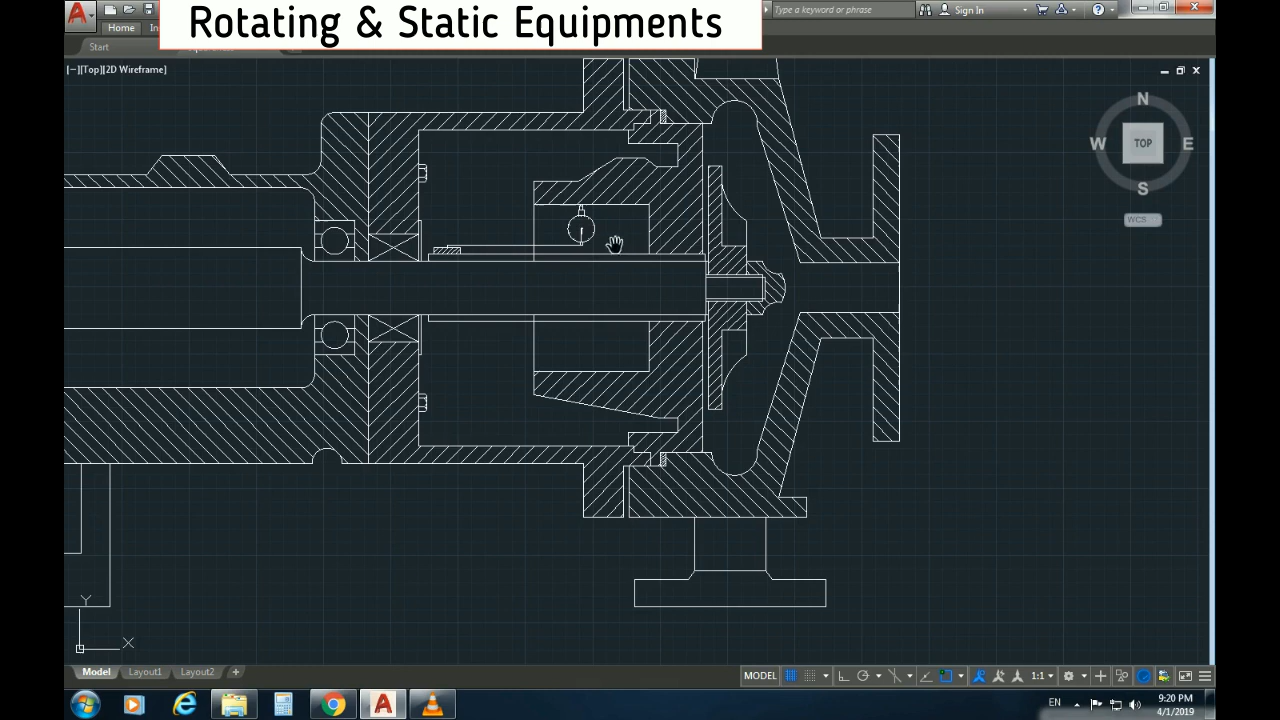 Rotating & Static Equipments
Type a keyword or phrase
Sign In
Home
In
Start
[−][Top][2D Wireframe]
N
W
TOP
E
S
WCS
Y
X
Model
Layout1
Layout2
+
MODEL
1:1
EN
9:20 PM
4/1/2019